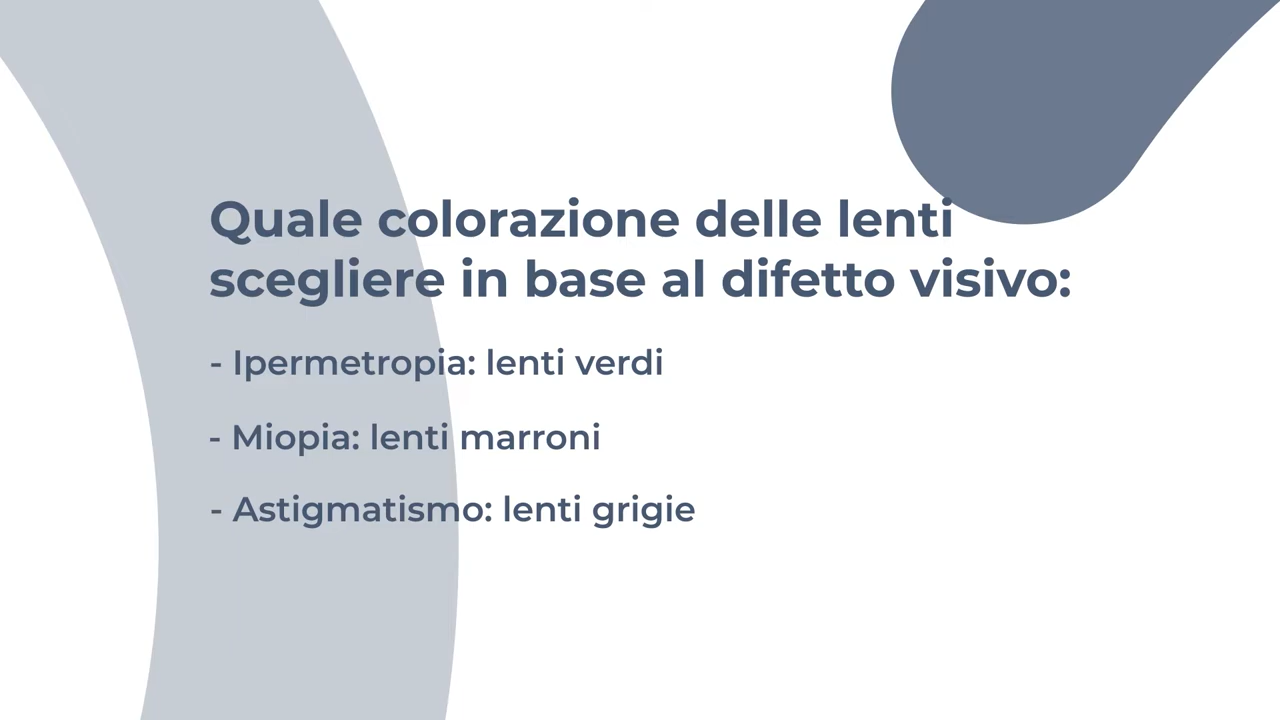 Quale colorazione delle lenti
scegliere in base al difetto visivo:
- Ipermetropia: lenti verdi
- Miopia: lenti marroni
- Astigmatismo: lenti grigie